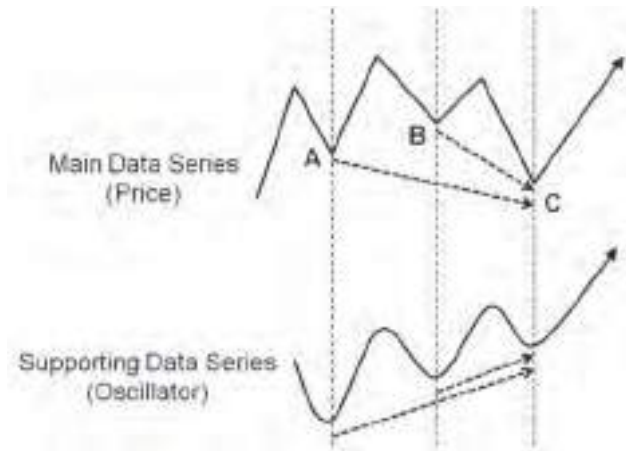 A
B
C
Main Data Series
(Price)
Supporting Data Series
(Oscillator)